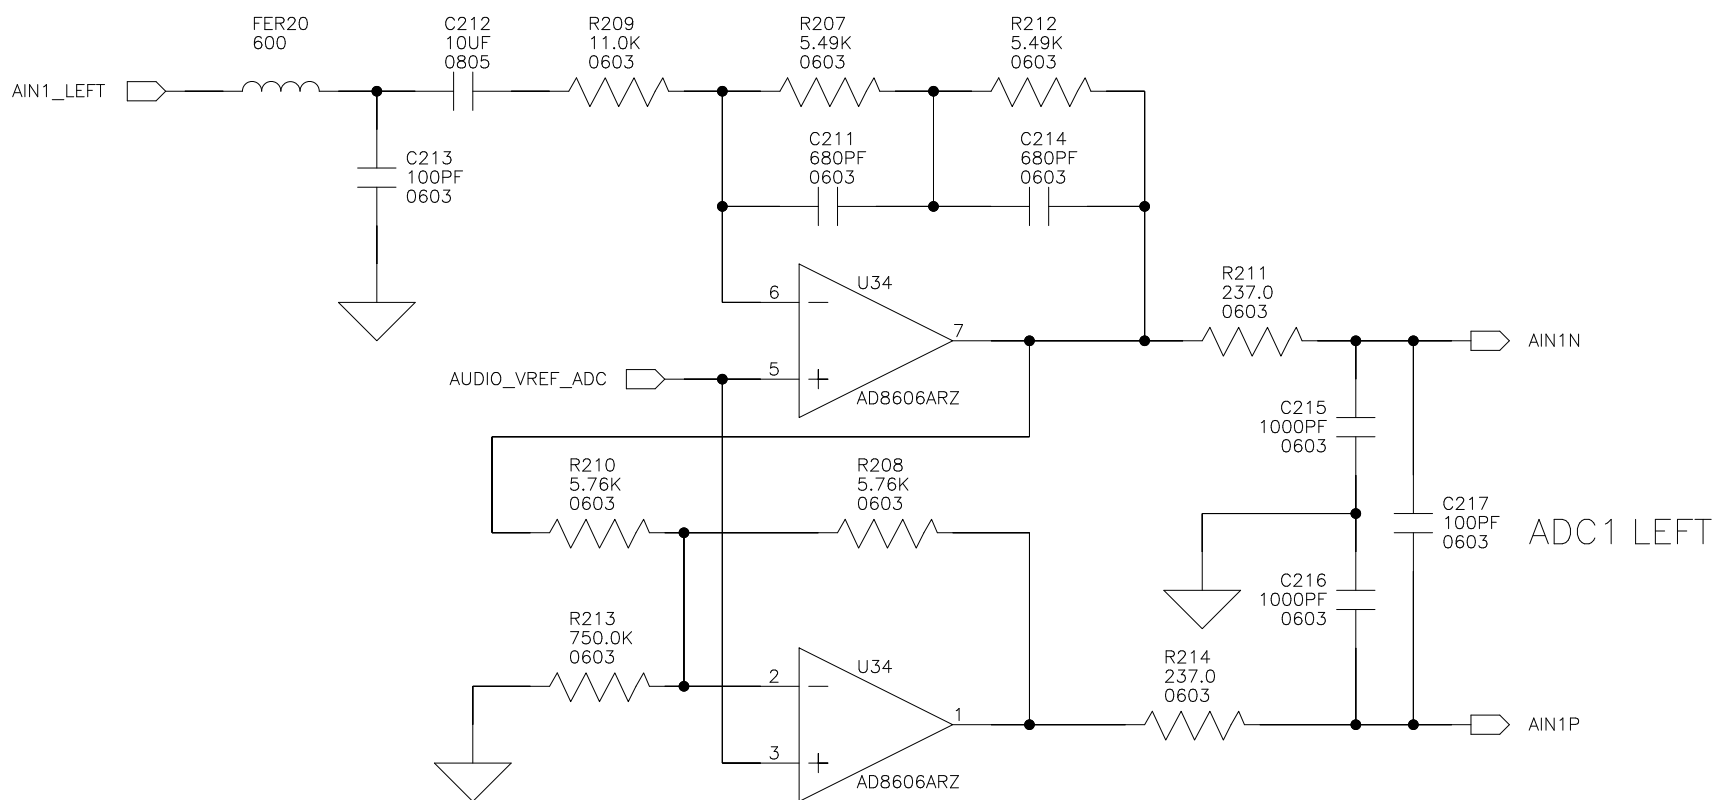 FER20
600
C212
10UF
0805
R209
11.0K
0603
R207
5.49K
0603
R212
5.49K
0603
AIN1_LEFT
C213
100PF
0603
C211
680PF
0603
C214
680PF
0603
U34
6
7
5
AD8606ARZ
R211
237.0
0603
AIN1N
AUDIO_VREF_ADC
C215
1000PF
0603
R210
5.76K
0603
R208
5.76K
0603
C217
100PF
0603
ADC1 LEFT
C216
1000PF
0603
R213
750.0K
0603
U34
2
1
3
AD8606ARZ
R214
237.0
0603
AIN1P